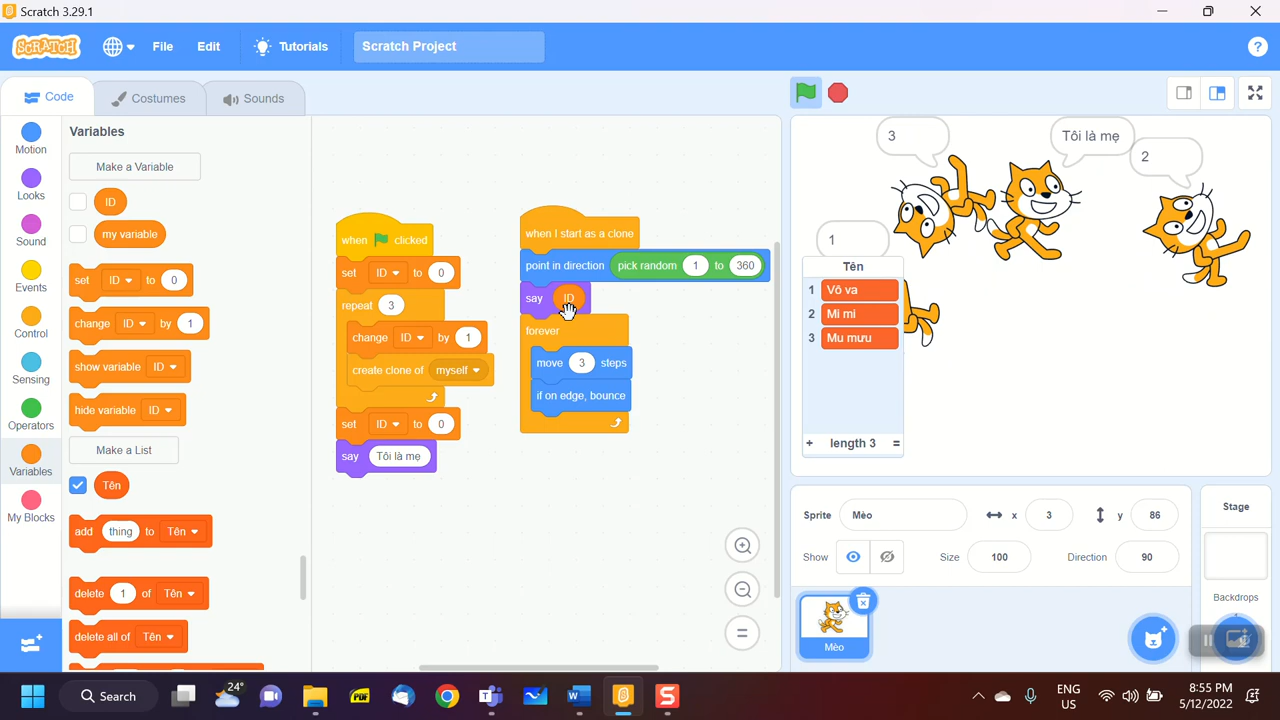 Scratch 3.29.1
SCRATCH
File
Edit
Tutorials
Scratch Project
?
Code
Costumes
Sounds
Motion
Looks
Sound
Events
Control
Sensing
Operators
Variables
My Blocks
Variables
Make a Variable
ID
my variable
set ID to 0
change ID by 1
show variable ID
hide variable ID
Make a List
Tên
add thing to Tên
delete 1 of Tên
delete all of Tên
when clicked
set ID to 0
repeat 3
change ID by 1
create clone of myself
set ID to 0
say Tôi là mẹ
when I start as a clone
point in direction pick random 1 to 360
say ID
forever
move 3 steps
if on edge, bounce
3
Tôi là mẹ
2
1
Tên
1 Vô va
2 Mi mi
3 Mu mưu
+ length 3 =
Sprite Mèo x 3 y 86
Show Size 100 Direction 90
Mèo
Stage
Backdrops
Search
24°
PDF
S
ENG
US
8:55 PM
5/12/2022